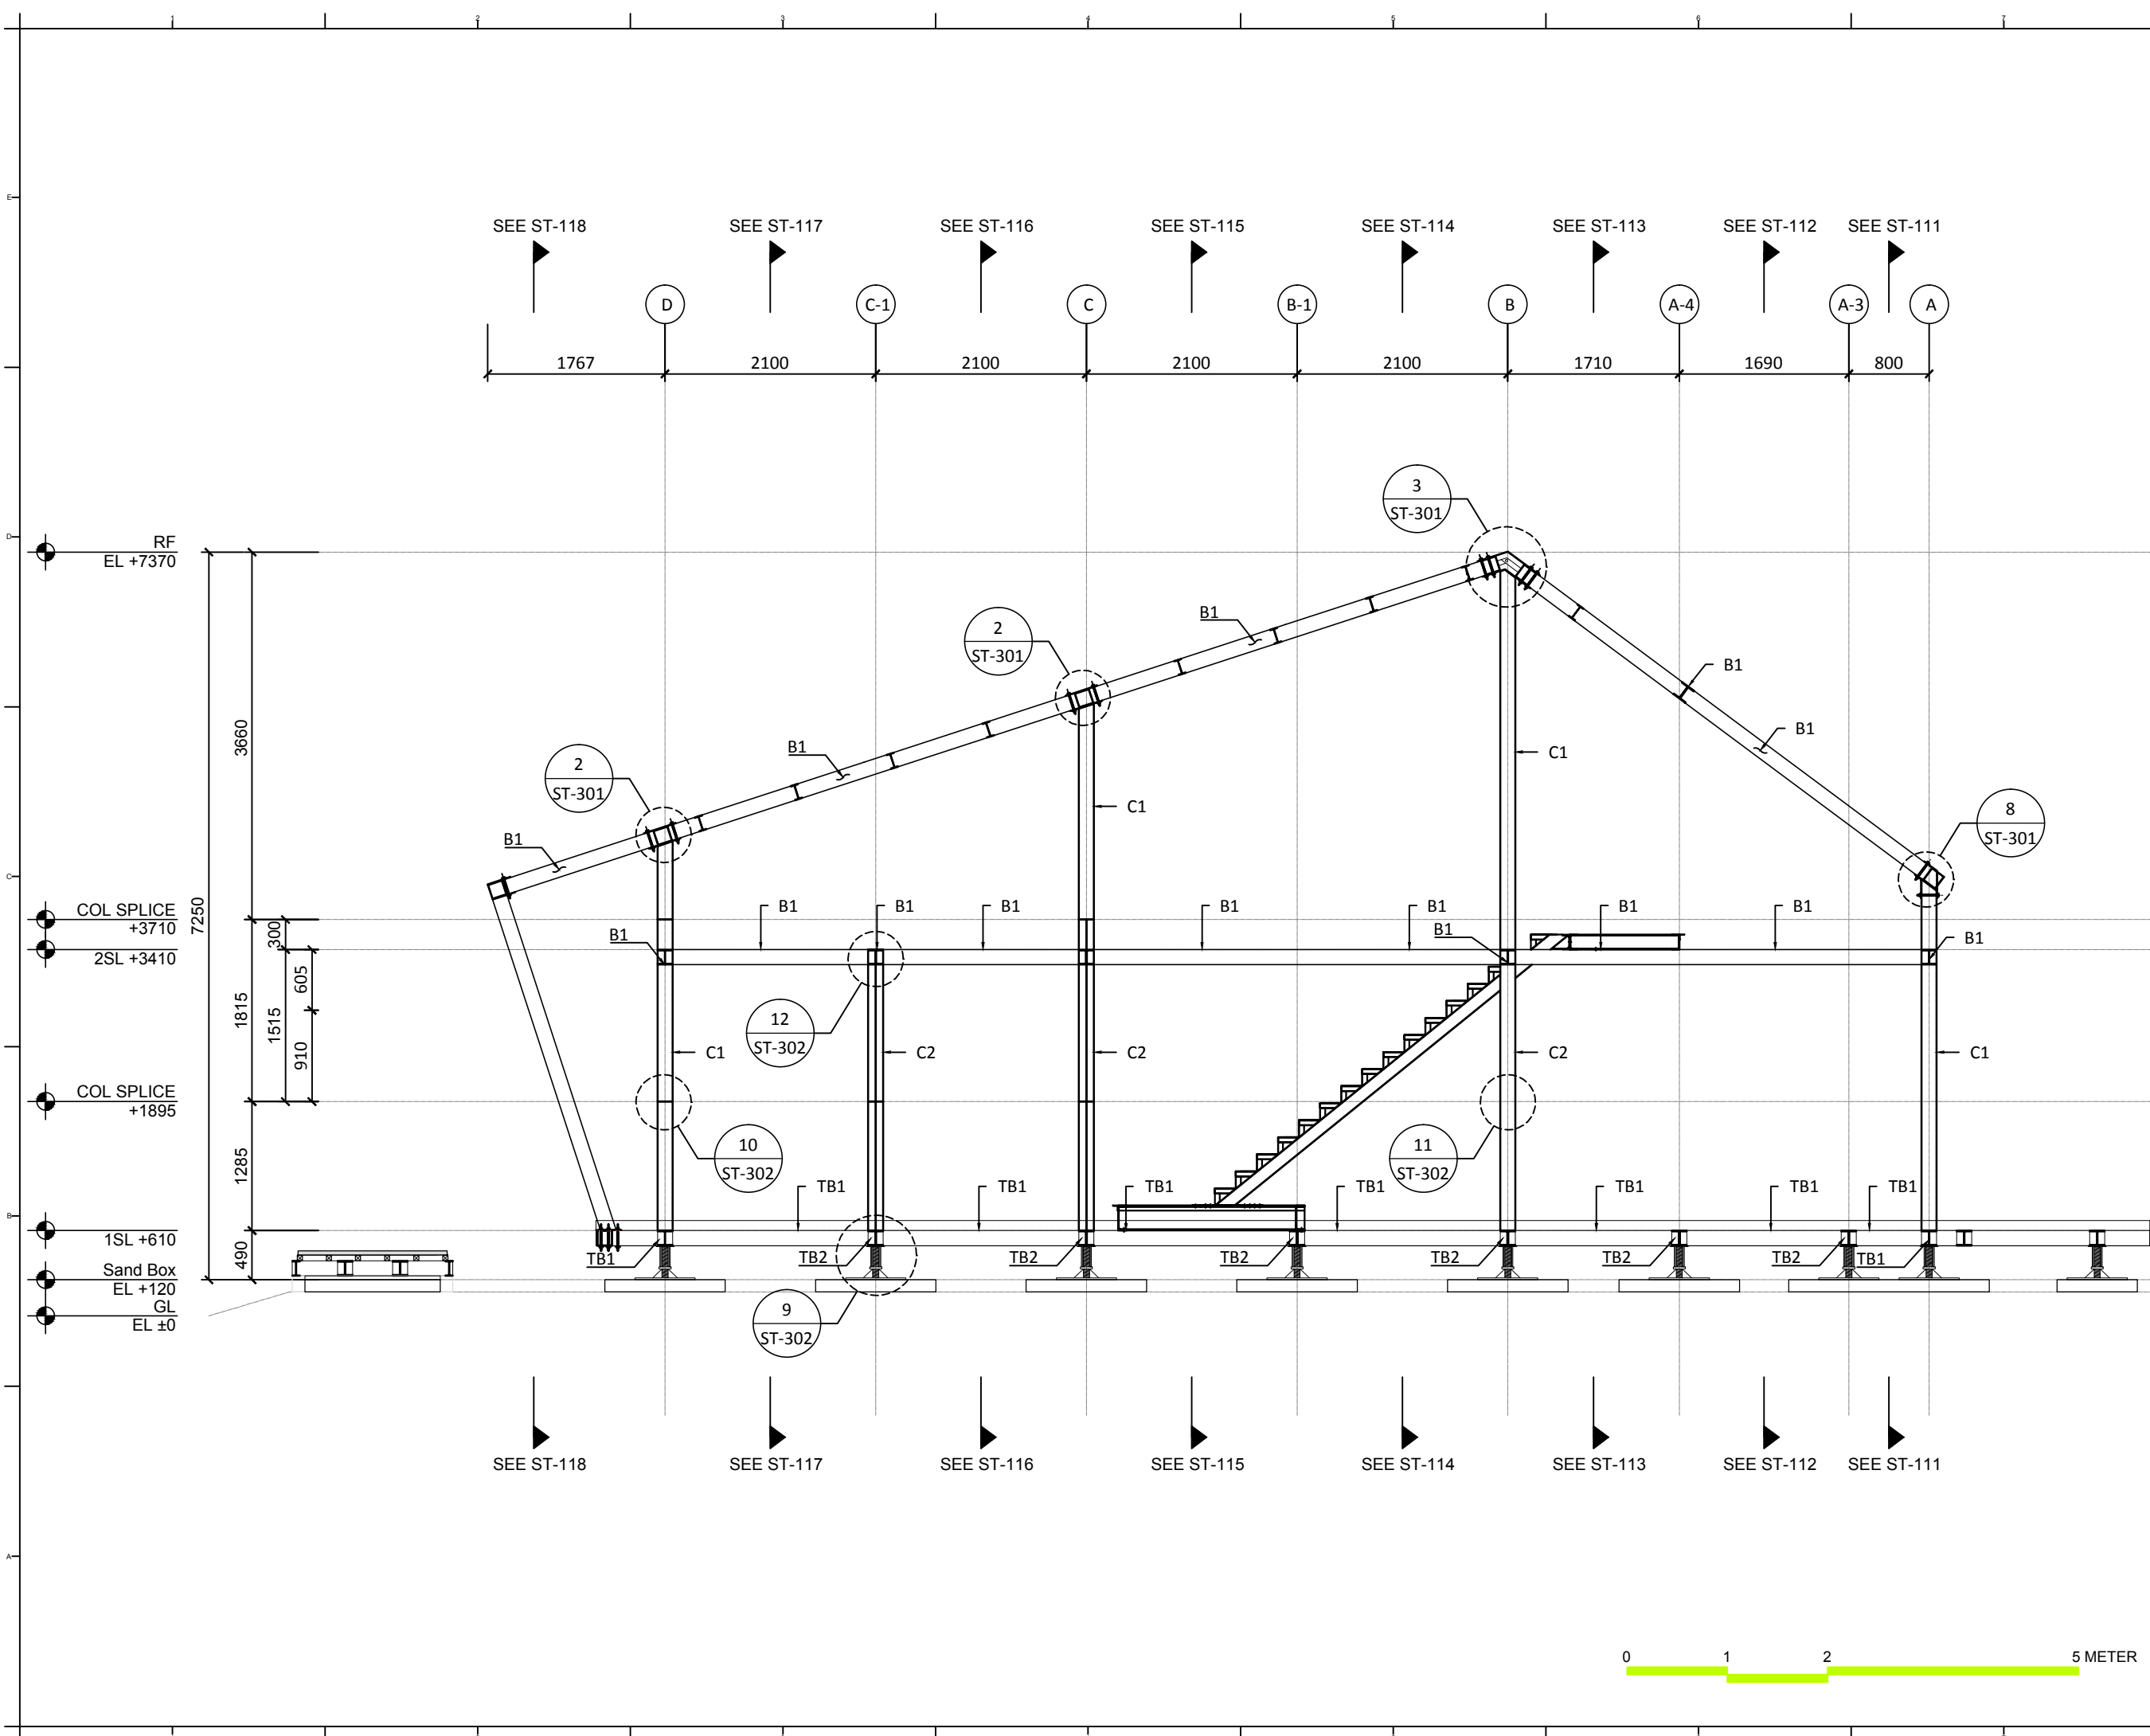 1 2 3 4 5 6 7
E
SEE ST-118 SEE ST-117 SEE ST-116 SEE ST-115 SEE ST-114 SEE ST-113 SEE ST-112 SEE ST-111
D C-1 C B-1 B A-4 A-3 A
1767 2100 2100 2100 2100 1710 1690 800
3
ST-301
D
RF
EL +7370
2
ST-301
B1
B1
B1
3660
2
ST-301
B1
C1
C1
8
ST-301
B1
C
7250
COL SPLICE
+3710
300
B1 B1 B1 B1 B1 B1 B1
B1
B1
B1
2SL +3410
605
1815
1515
910
12
ST-302
C1 C2 C2 C2 C1
COL SPLICE
+1895
10
ST-302
11
ST-302
1285
TB1 TB1 TB1 TB1 TB1 TB1 TB1
B
1SL +610
490
TB1 TB2 TB2 TB2 TB2 TB2 TB2 TB1
Sand Box
EL +120
GL
EL ±0
9
ST-302
SEE ST-118 SEE ST-117 SEE ST-116 SEE ST-115 SEE ST-114 SEE ST-113 SEE ST-112 SEE ST-111
A
0 1 2 5 METER